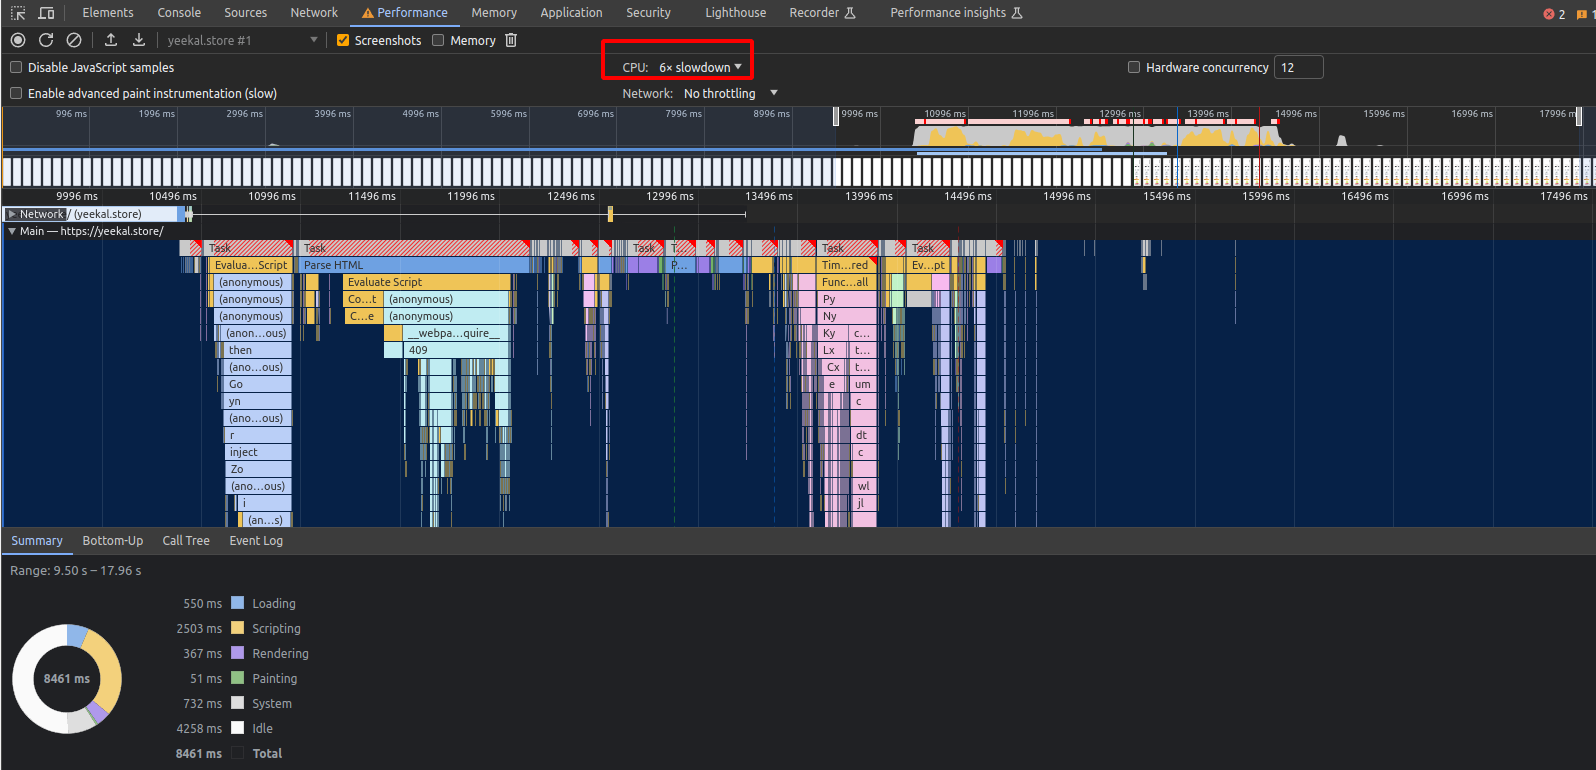 Elements Console Sources Network Performance Memory Application Security Lighthouse Recorder Performance insights 2 1
yeekal.store #1 Screenshots Memory
Disable JavaScript samples CPU: 6× slowdown Hardware concurrency 12
Enable advanced paint instrumentation (slow) Network: No throttling
996 ms 1996 ms 2996 ms 3996 ms 4996 ms 5996 ms 6996 ms 7996 ms 8996 ms 9996 ms 10996 ms 11996 ms 12996 ms 13996 ms 14996 ms 15996 ms 16996 ms 17996 m
9996 ms 10496 ms 10996 ms 11496 ms 11996 ms 12496 ms 12996 ms 13496 ms 13996 ms 14496 ms 14996 ms 15496 ms 15996 ms 16496 ms 16996 ms 17496 ms
Network / (yeekal.store)
Main — https://yeekal.store/
Task Task Task T... Task Task
Evalua...Script Parse HTML P... Tim...red Ev...pt
(anonymous) Evaluate Script Func...all
(anonymous) Co...t (anonymous) Py
(anonymous) C...e (anonymous) Ny
(anon...ous) __webpa...quire__ Ky c...
then 409 Lx t...
(ano...ous) Cx t...
Go e um
yn c
(ano...ous)
r dt
inject c
Zo
(ano...ous) wl
i jl
(an...s)
Summary Bottom-Up Call Tree Event Log
Range: 9.50 s – 17.96 s
550 ms Loading
2503 ms Scripting
367 ms Rendering
8461 ms
51 ms Painting
732 ms System
4258 ms Idle
8461 ms Total